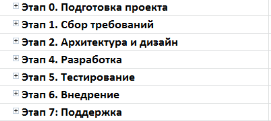 Этап 0. Подготовка проекта
Этап 1. Сбор требований
Этап 2. Архитектура и дизайн
Этап 4. Разработка
Этап 5. Тестирование
Этап 6. Внедрение
Этап 7: Поддержка